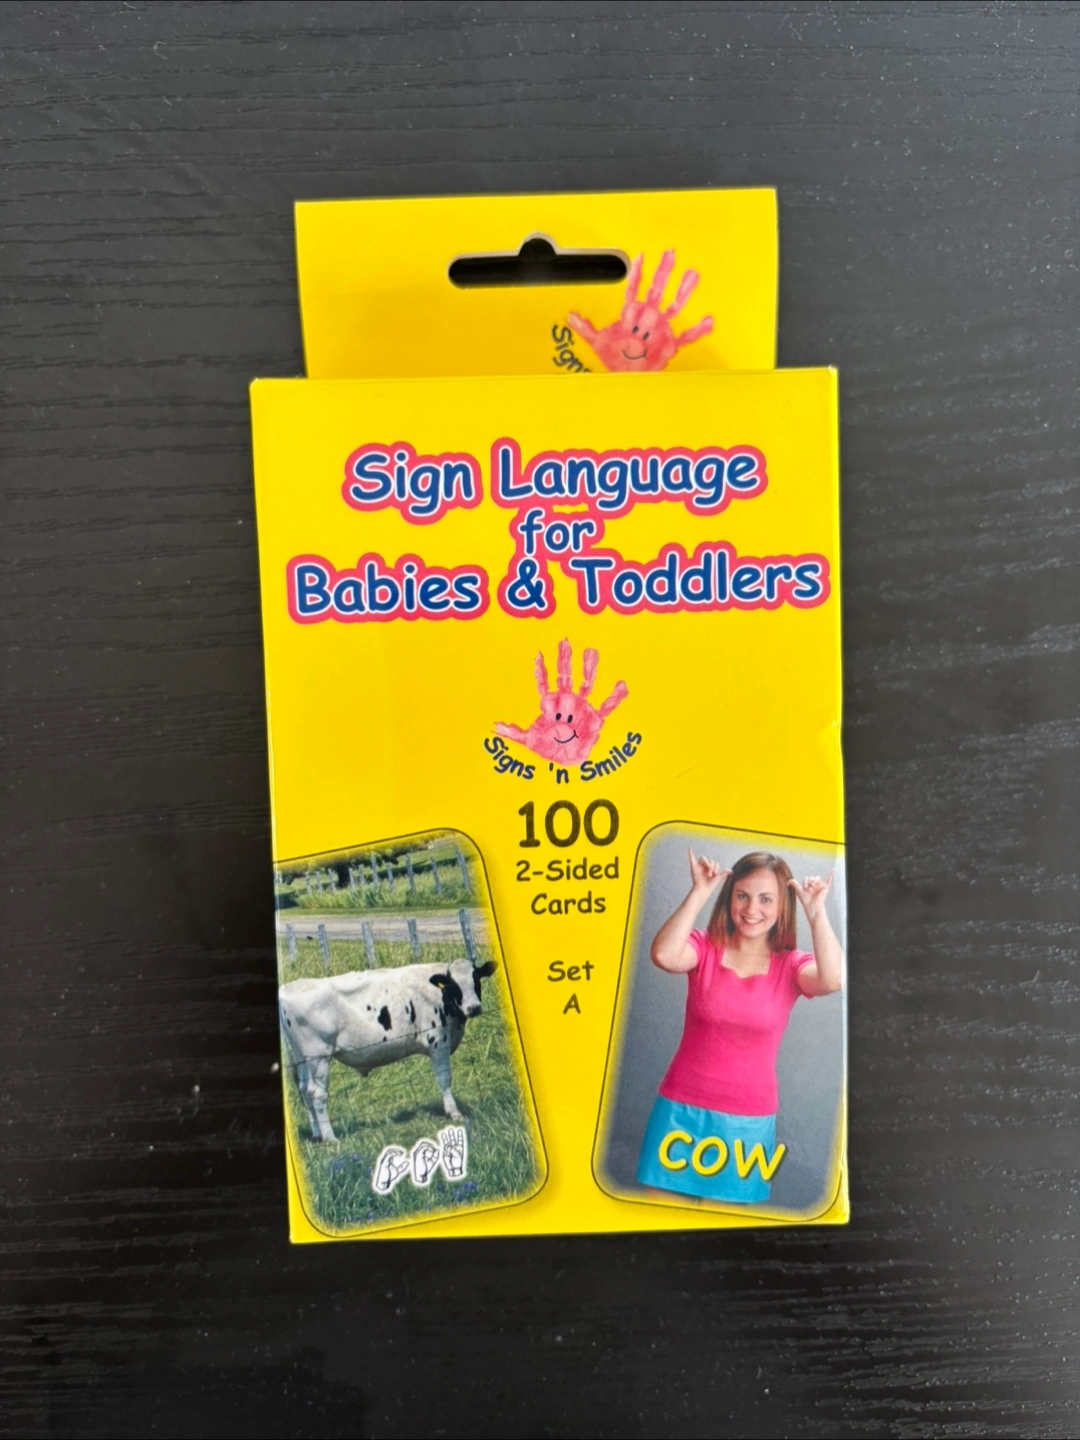 Signs
Sign Language
for
Babies & Toddlers
Signs 'n Smiles
100
2-Sided
Cards
Set
A
COW